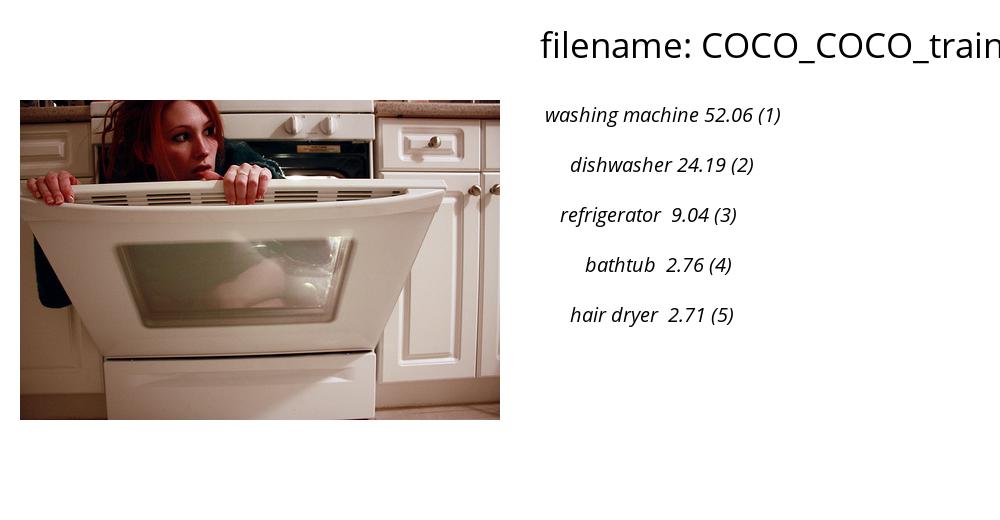 filename: COCO_COCO_train
washing machine 52.06 (1)
dishwasher 24.19 (2)
refrigerator 9.04 (3)
bathtub 2.76 (4)
hair dryer 2.71 (5)